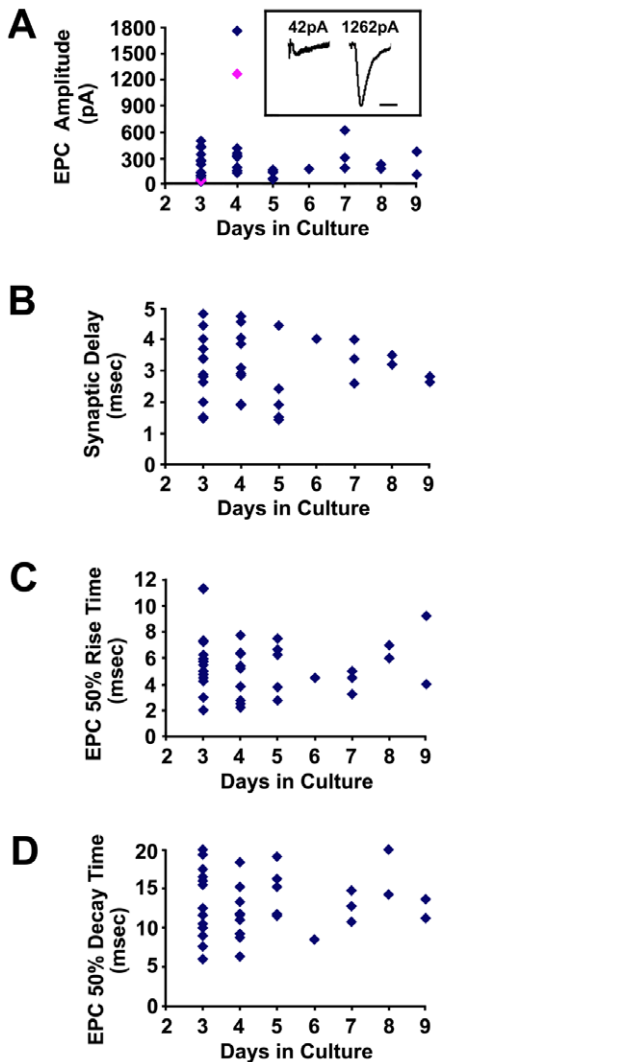 A
EPC Amplitude
(pA)
1800
1500
1200
900
600
300
0
42pA 1262pA
2 3 4 5 6 7 8 9
Days in Culture
B
Synaptic Delay
(msec)
5
4
3
2
1
0
2 3 4 5 6 7 8 9
Days in Culture
C
EPC 50% Rise Time
(msec)
12
10
8
6
4
2
0
2 3 4 5 6 7 8 9
Days in Culture
D
EPC 50% Decay Time
(msec)
20
15
10
5
0
2 3 4 5 6 7 8 9
Days in Culture